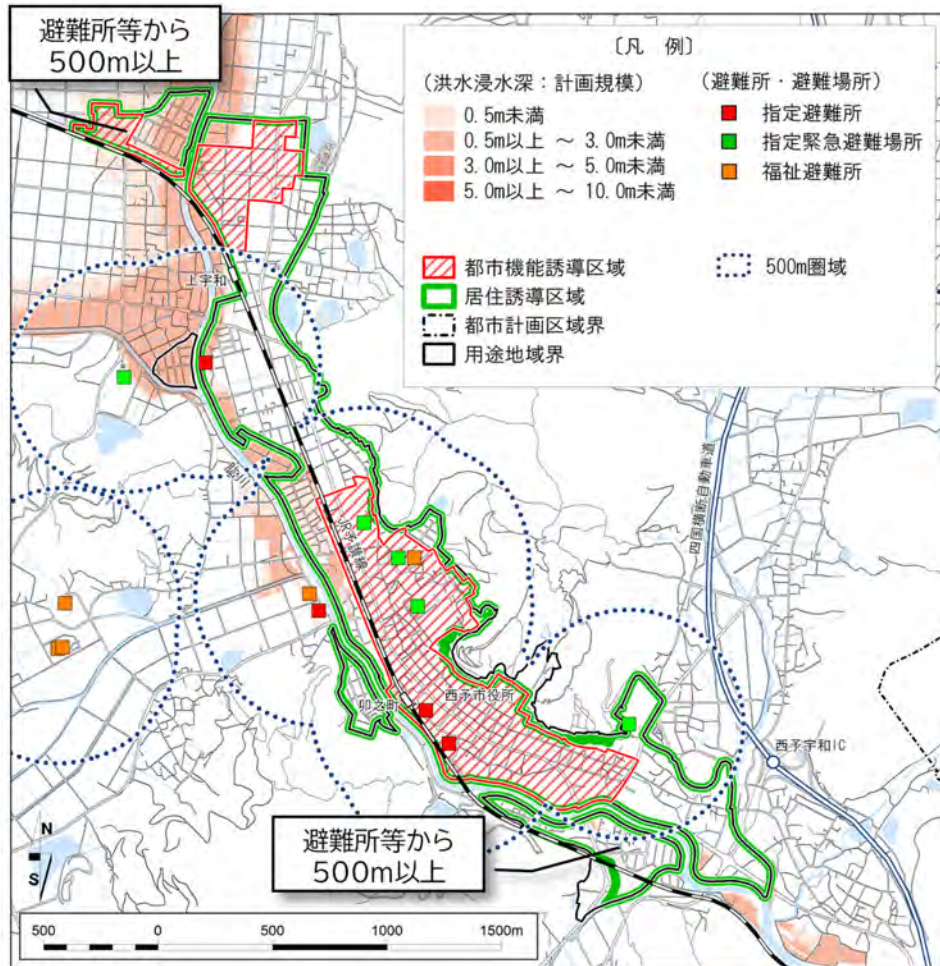 避難所等から
500m以上
〔凡 例〕
(洪水浸水深:計画規模)
0.5m未満
0.5m以上 ~ 3.0m未満
3.0m以上 ~ 5.0m未満
5.0m以上 ~ 10.0m未満
(避難所・避難場所)
指定避難所
指定緊急避難場所
福祉避難所
都市機能誘導区域
居住誘導区域
都市計画区域界
用途地域界
500m圏域
上宇和
JR予讃線
四国横断自動車道
西予市役所
卯之町
西予宇和IC
避難所等から
500m以上
N
S
500 0 500 1000 1500m